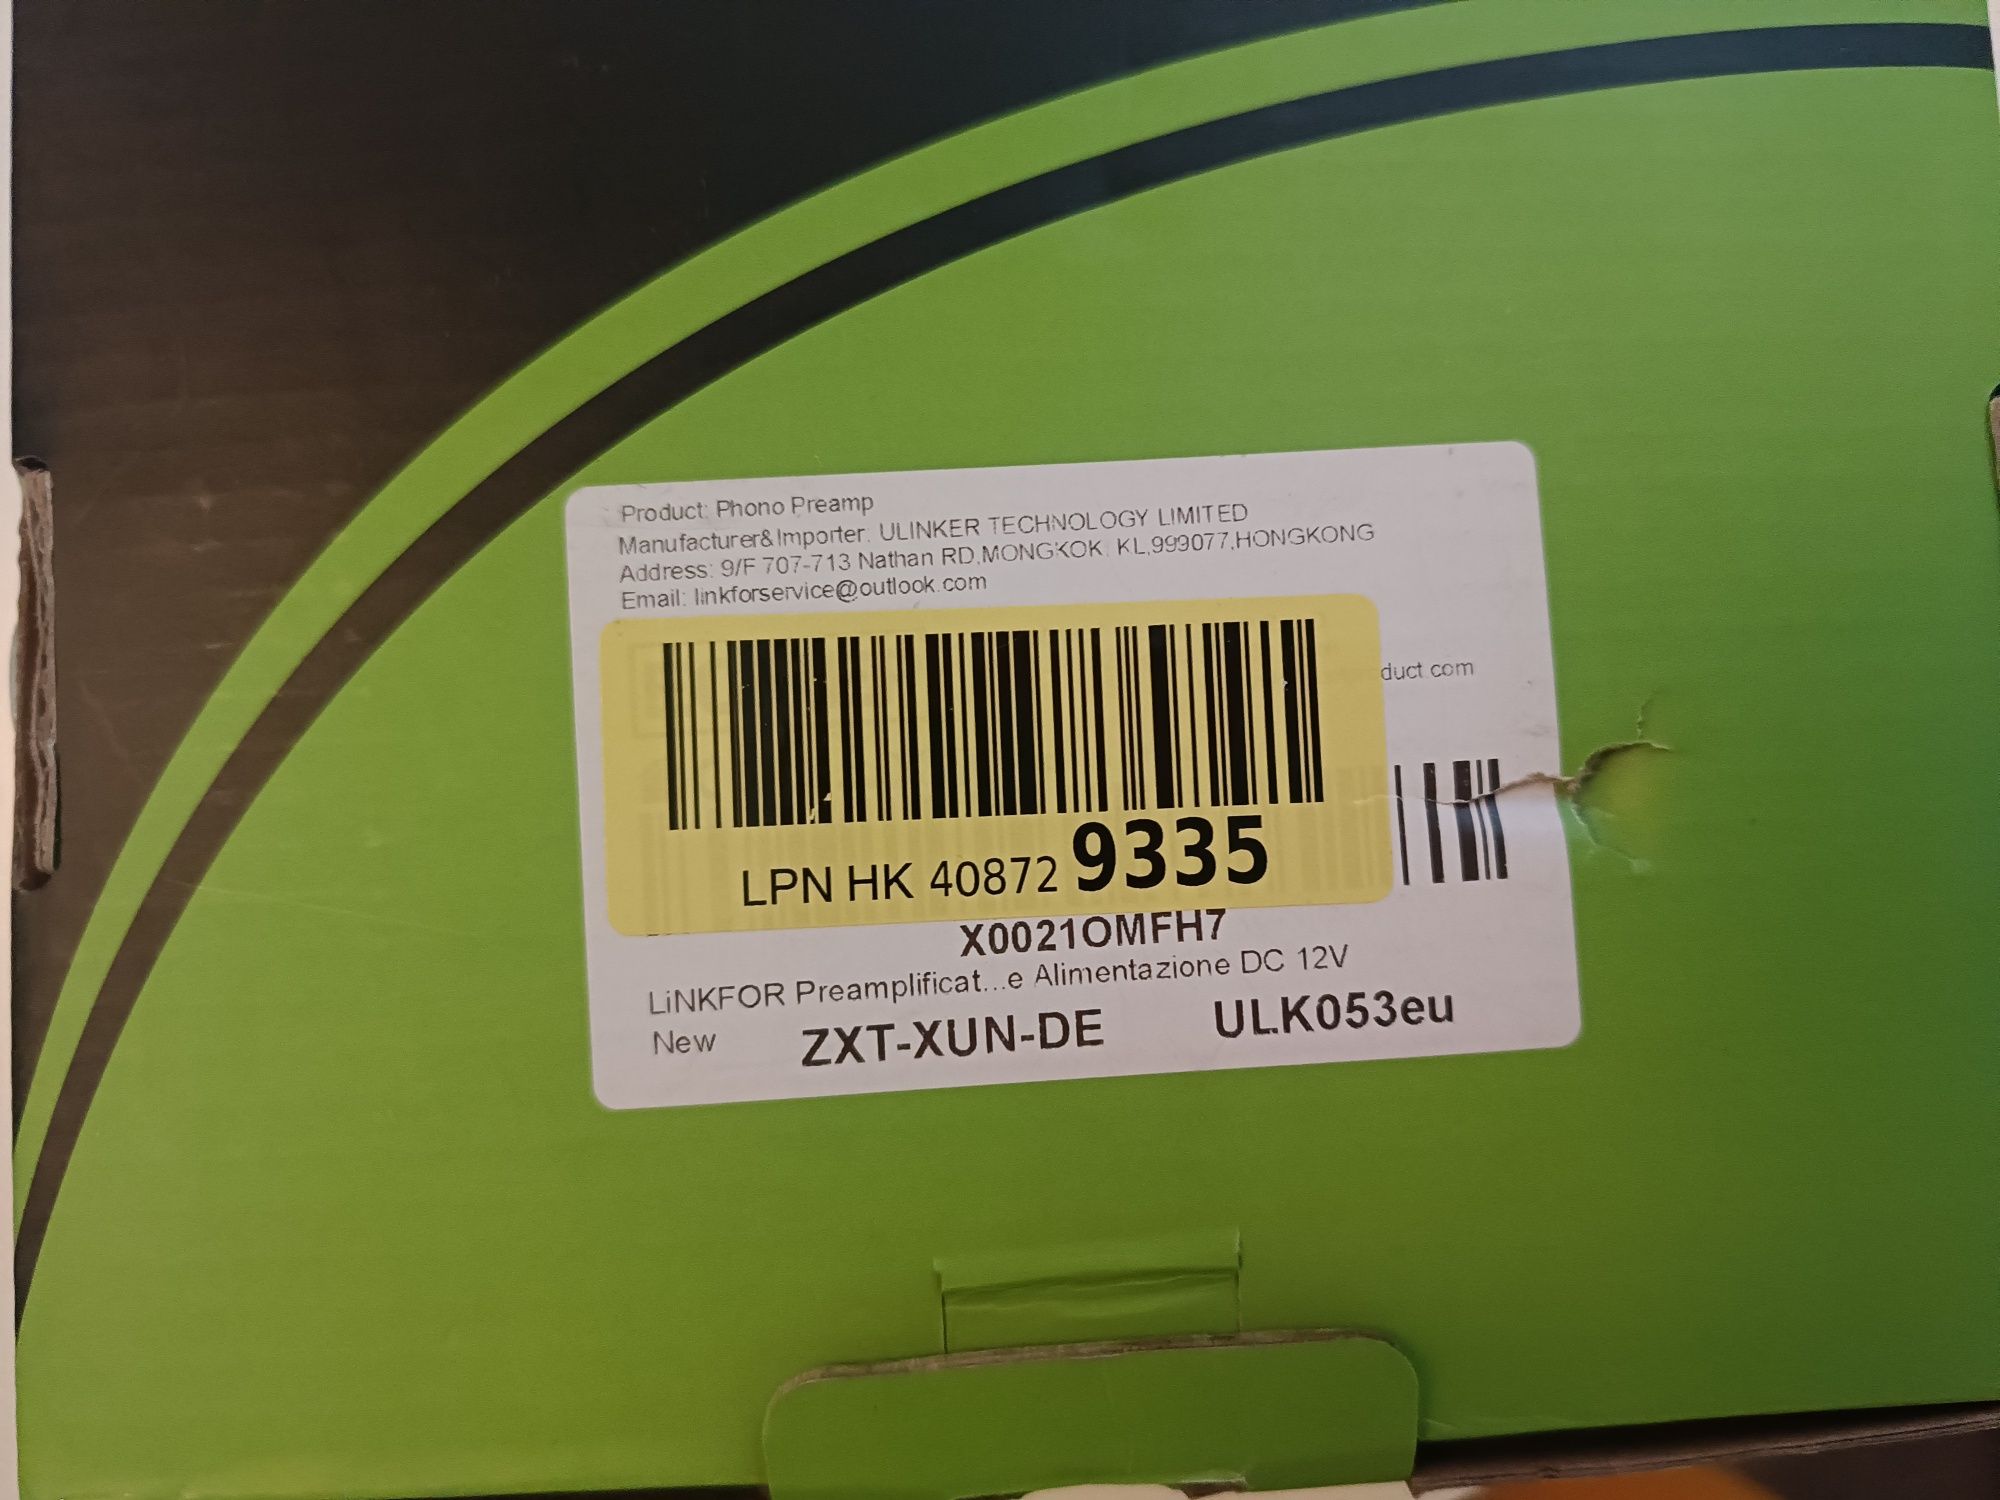 Product: Phono Preamp
Manufacturer&Importer: ULINKER TECHNOLOGY LIMITED
Address: 9/F 707-713 Nathan RD,MONGKOK, KL,999077,HONGKONG
Email: linkforservice@outlook.com
duct.com
LPN HK 40872 9335
X0021OMFH7
LiNKFOR Preamplificat...e Alimentazione DC 12V
New ZXT-XUN-DE ULK053eu